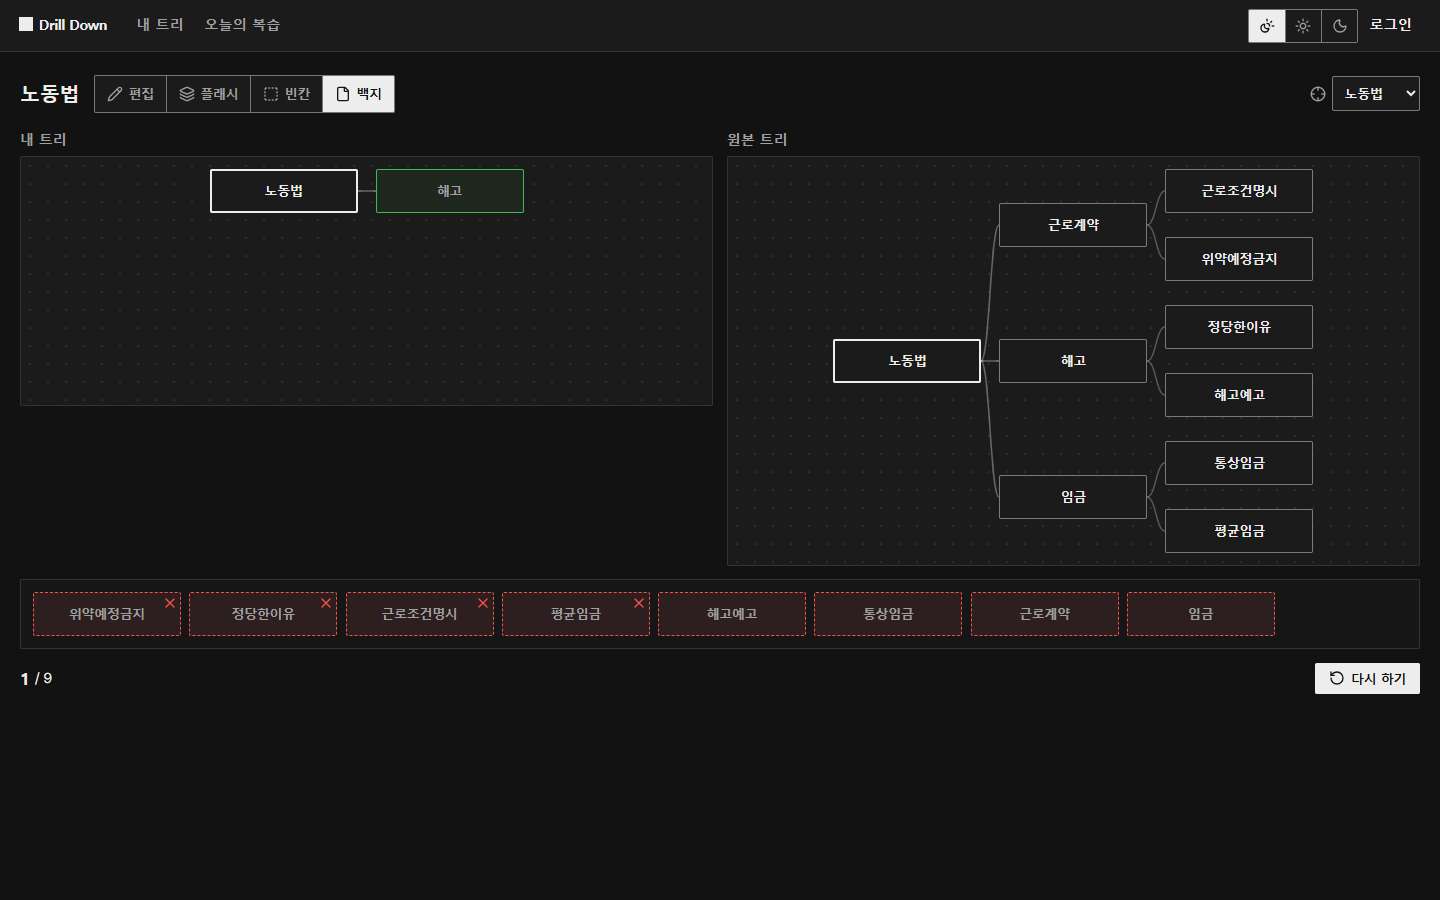 Drill Down
내 트리
오늘의 복습
로그인
노동법
편집
플래시
빈칸
백지
노동법
내 트리
노동법
해고
원본 트리
노동법
근로계약
근로조건명시
위약예정금지
해고
정당한이유
해고예고
임금
통상임금
평균임금
위약예정금지
정당한이유
근로조건명시
평균임금
해고예고
통상임금
근로계약
임금
1 / 9
다시 하기